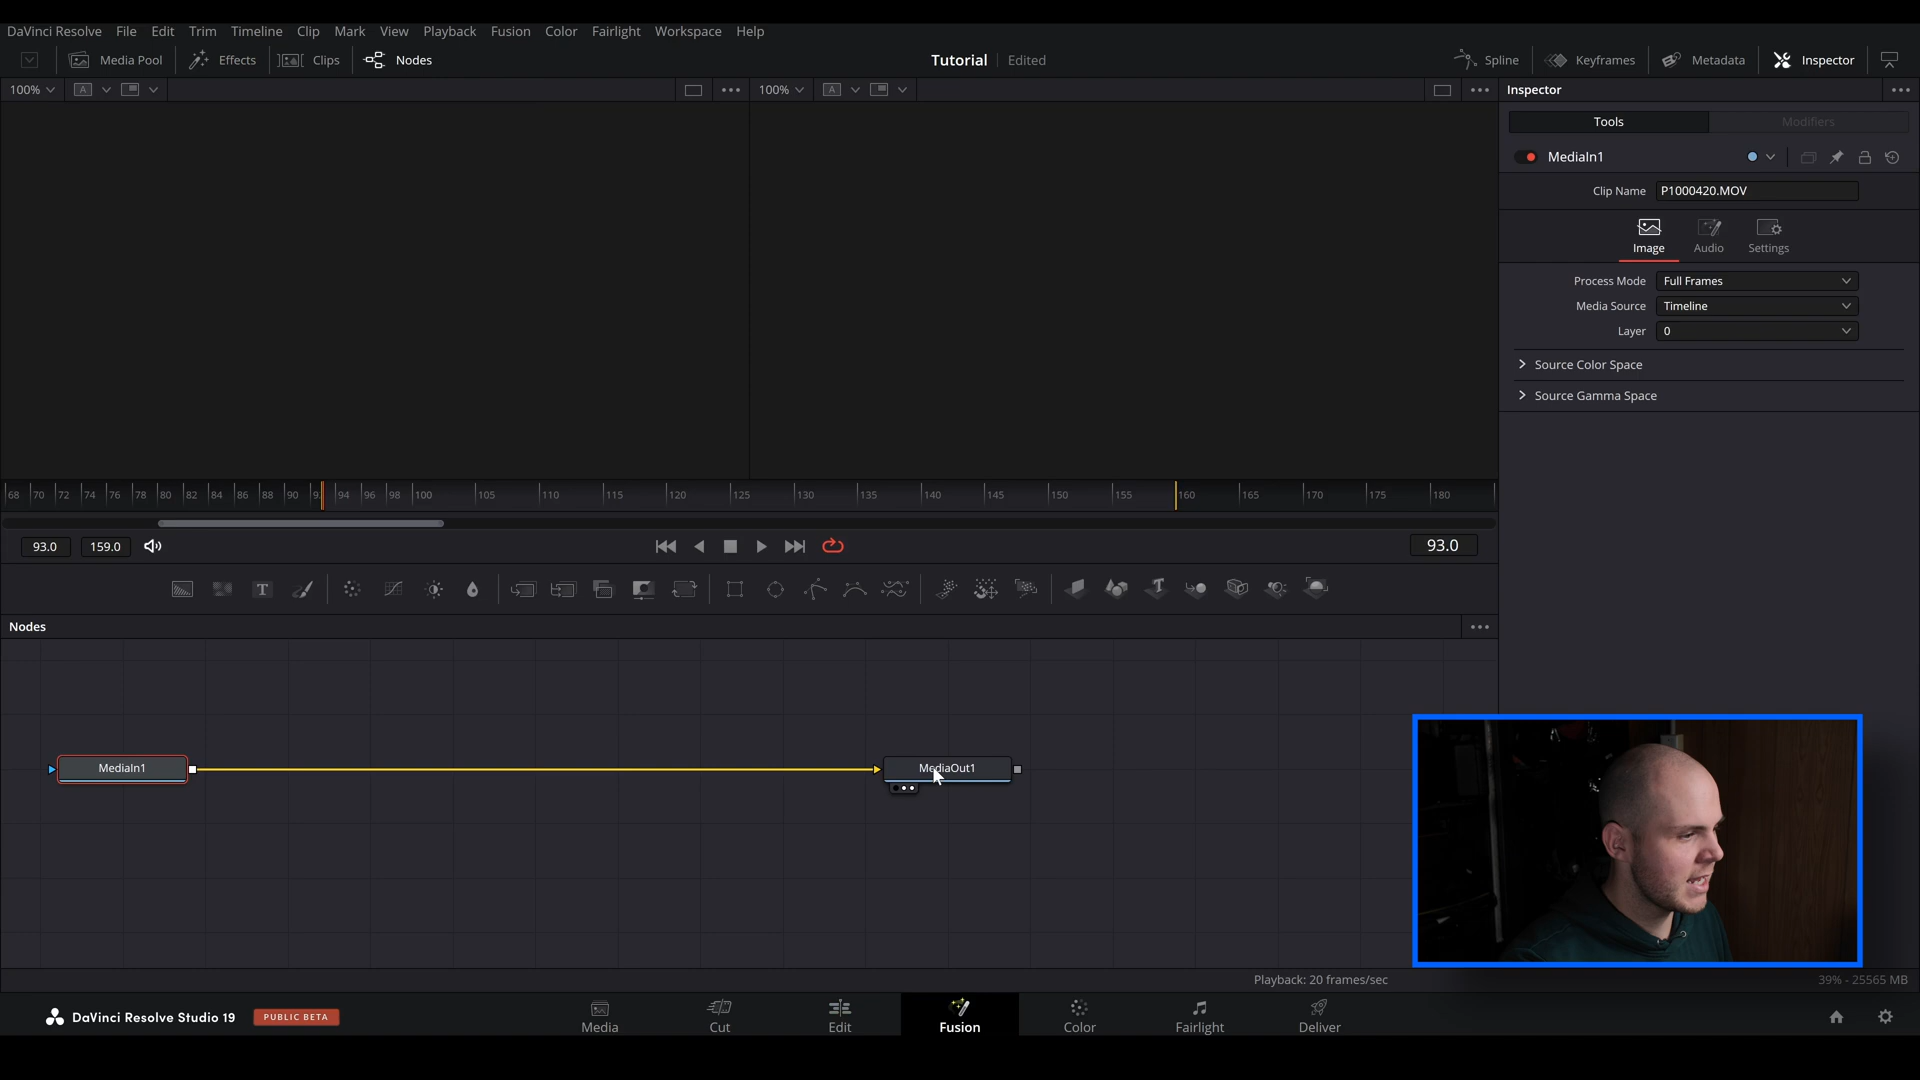 DaVinci Resolve File Edit Trim Timeline Clip Mark View Playback Fusion Color Fairlight Workspace Help
Media Pool Effects Clips Nodes Tutorial Edited Spline Keyframes Metadata Inspector
100% A 100% A Inspector
Tools Modifiers
MediaIn1
Clip Name P1000420.MOV
Image Audio Settings
Process Mode Full Frames
Media Source Timeline
Layer 0
Source Color Space
Source Gamma Space
68 70 72 74 76 78 80 82 84 86 88 90 94 96 98 100 105 110 115 120 125 130 135 140 145 150 155 160 165 170 175 180
93.0 159.0 93.0
T T
Nodes
MediaIn1 MediaOut1
Playback: 20 frames/sec 39% - 25565 MB
DaVinci Resolve Studio 19 PUBLIC BETA Media Cut Edit Fusion Color Fairlight Deliver